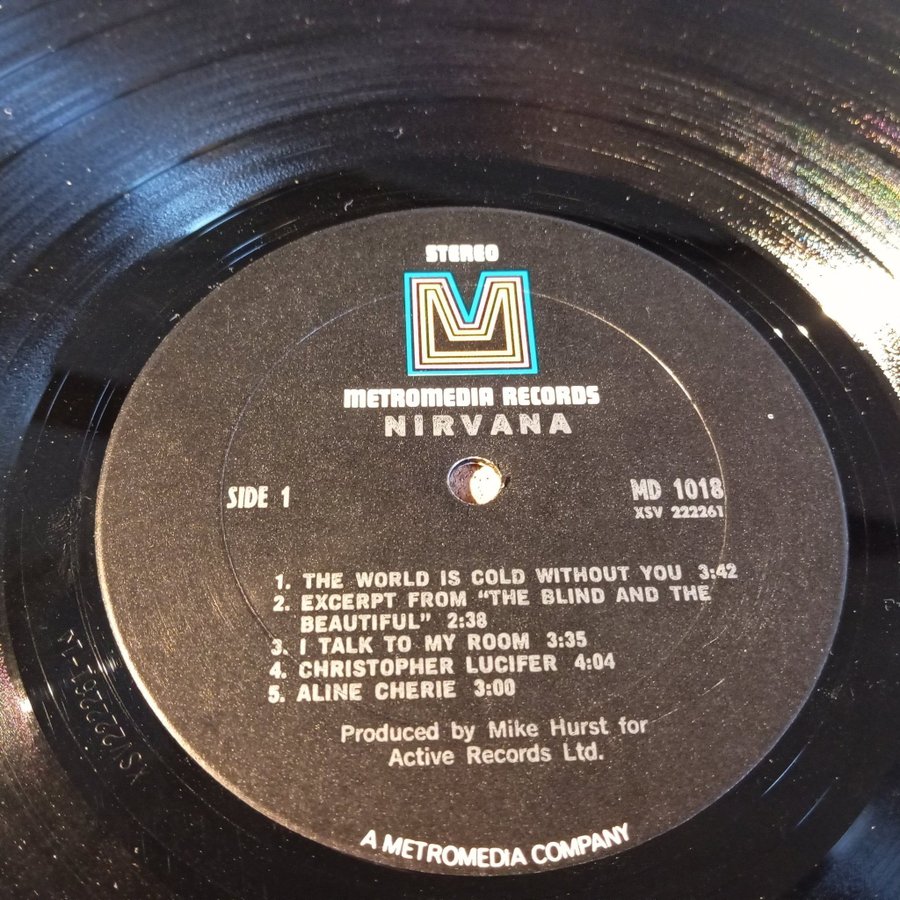 STEREO
METROMEDIA RECORDS
NIRVANA
SIDE 1
MD 1018
XSV 222261
1. THE WORLD IS COLD WITHOUT YOU 3:42
2. EXCERPT FROM "THE BLIND AND THE
BEAUTIFUL" 2:38
3. I TALK TO MY ROOM 3:35
4. CHRISTOPHER LUCIFER 4:04
5. ALINE CHERIE 3:00
Produced by Mike Hurst for
Active Records Ltd.
A METROMEDIA COMPANY